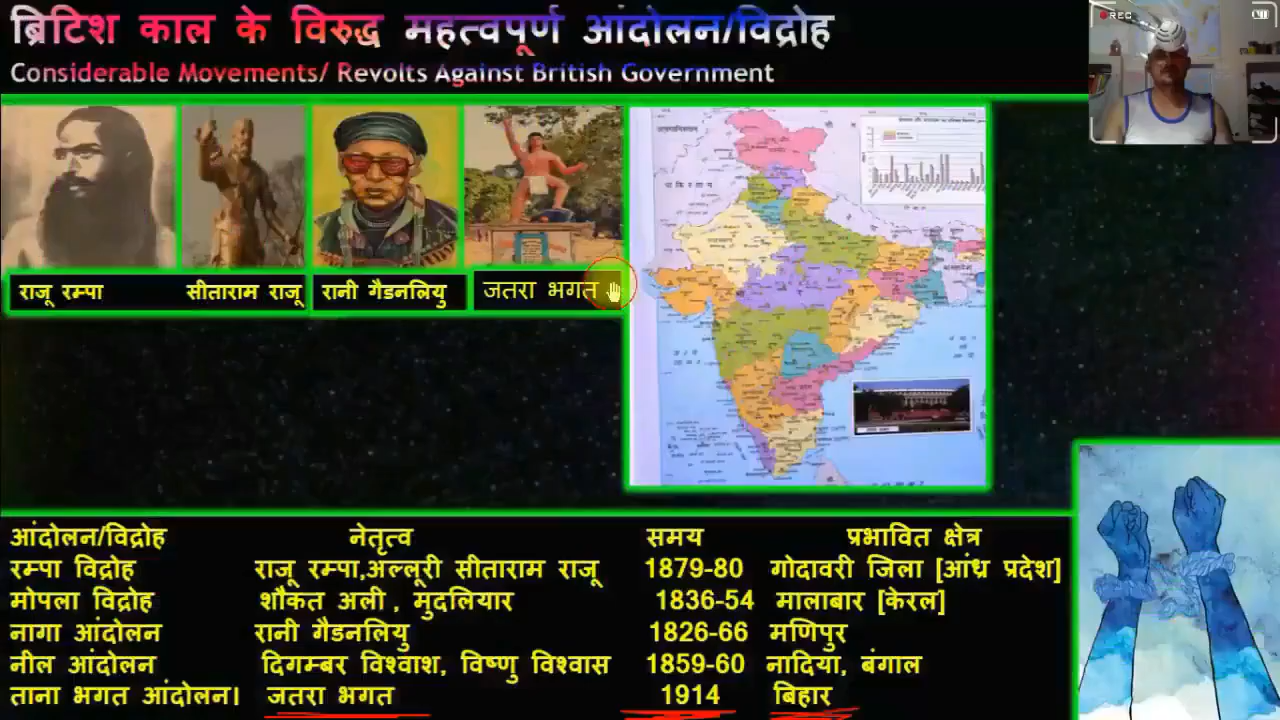 ब्रिटिश काल के विरुद्ध महत्वपूर्ण आंदोलन/विद्रोह
Considerable Movements/ Revolts Against British Government
REC
राजू रम्पा सीताराम राजू रानी गैडनलियु जतरा भगत
आंदोलन/विद्रोह नेतृत्व समय प्रभावित क्षेत्र
रम्पा विद्रोह राजू रम्पा,अल्लूरी सीताराम राजू 1879-80 गोदावरी जिला [आंध्र प्रदेश]
मोपला विद्रोह शौकत अली , मुदलियार 1836-54 मालाबार [केरल]
नागा आंदोलन रानी गैडनलियु 1826-66 मणिपुर
नील आंदोलन दिगम्बर विश्वाश, विष्णु विश्वास 1859-60 नादिया, बंगाल
ताना भगत आंदोलन। जतरा भगत 1914 बिहार